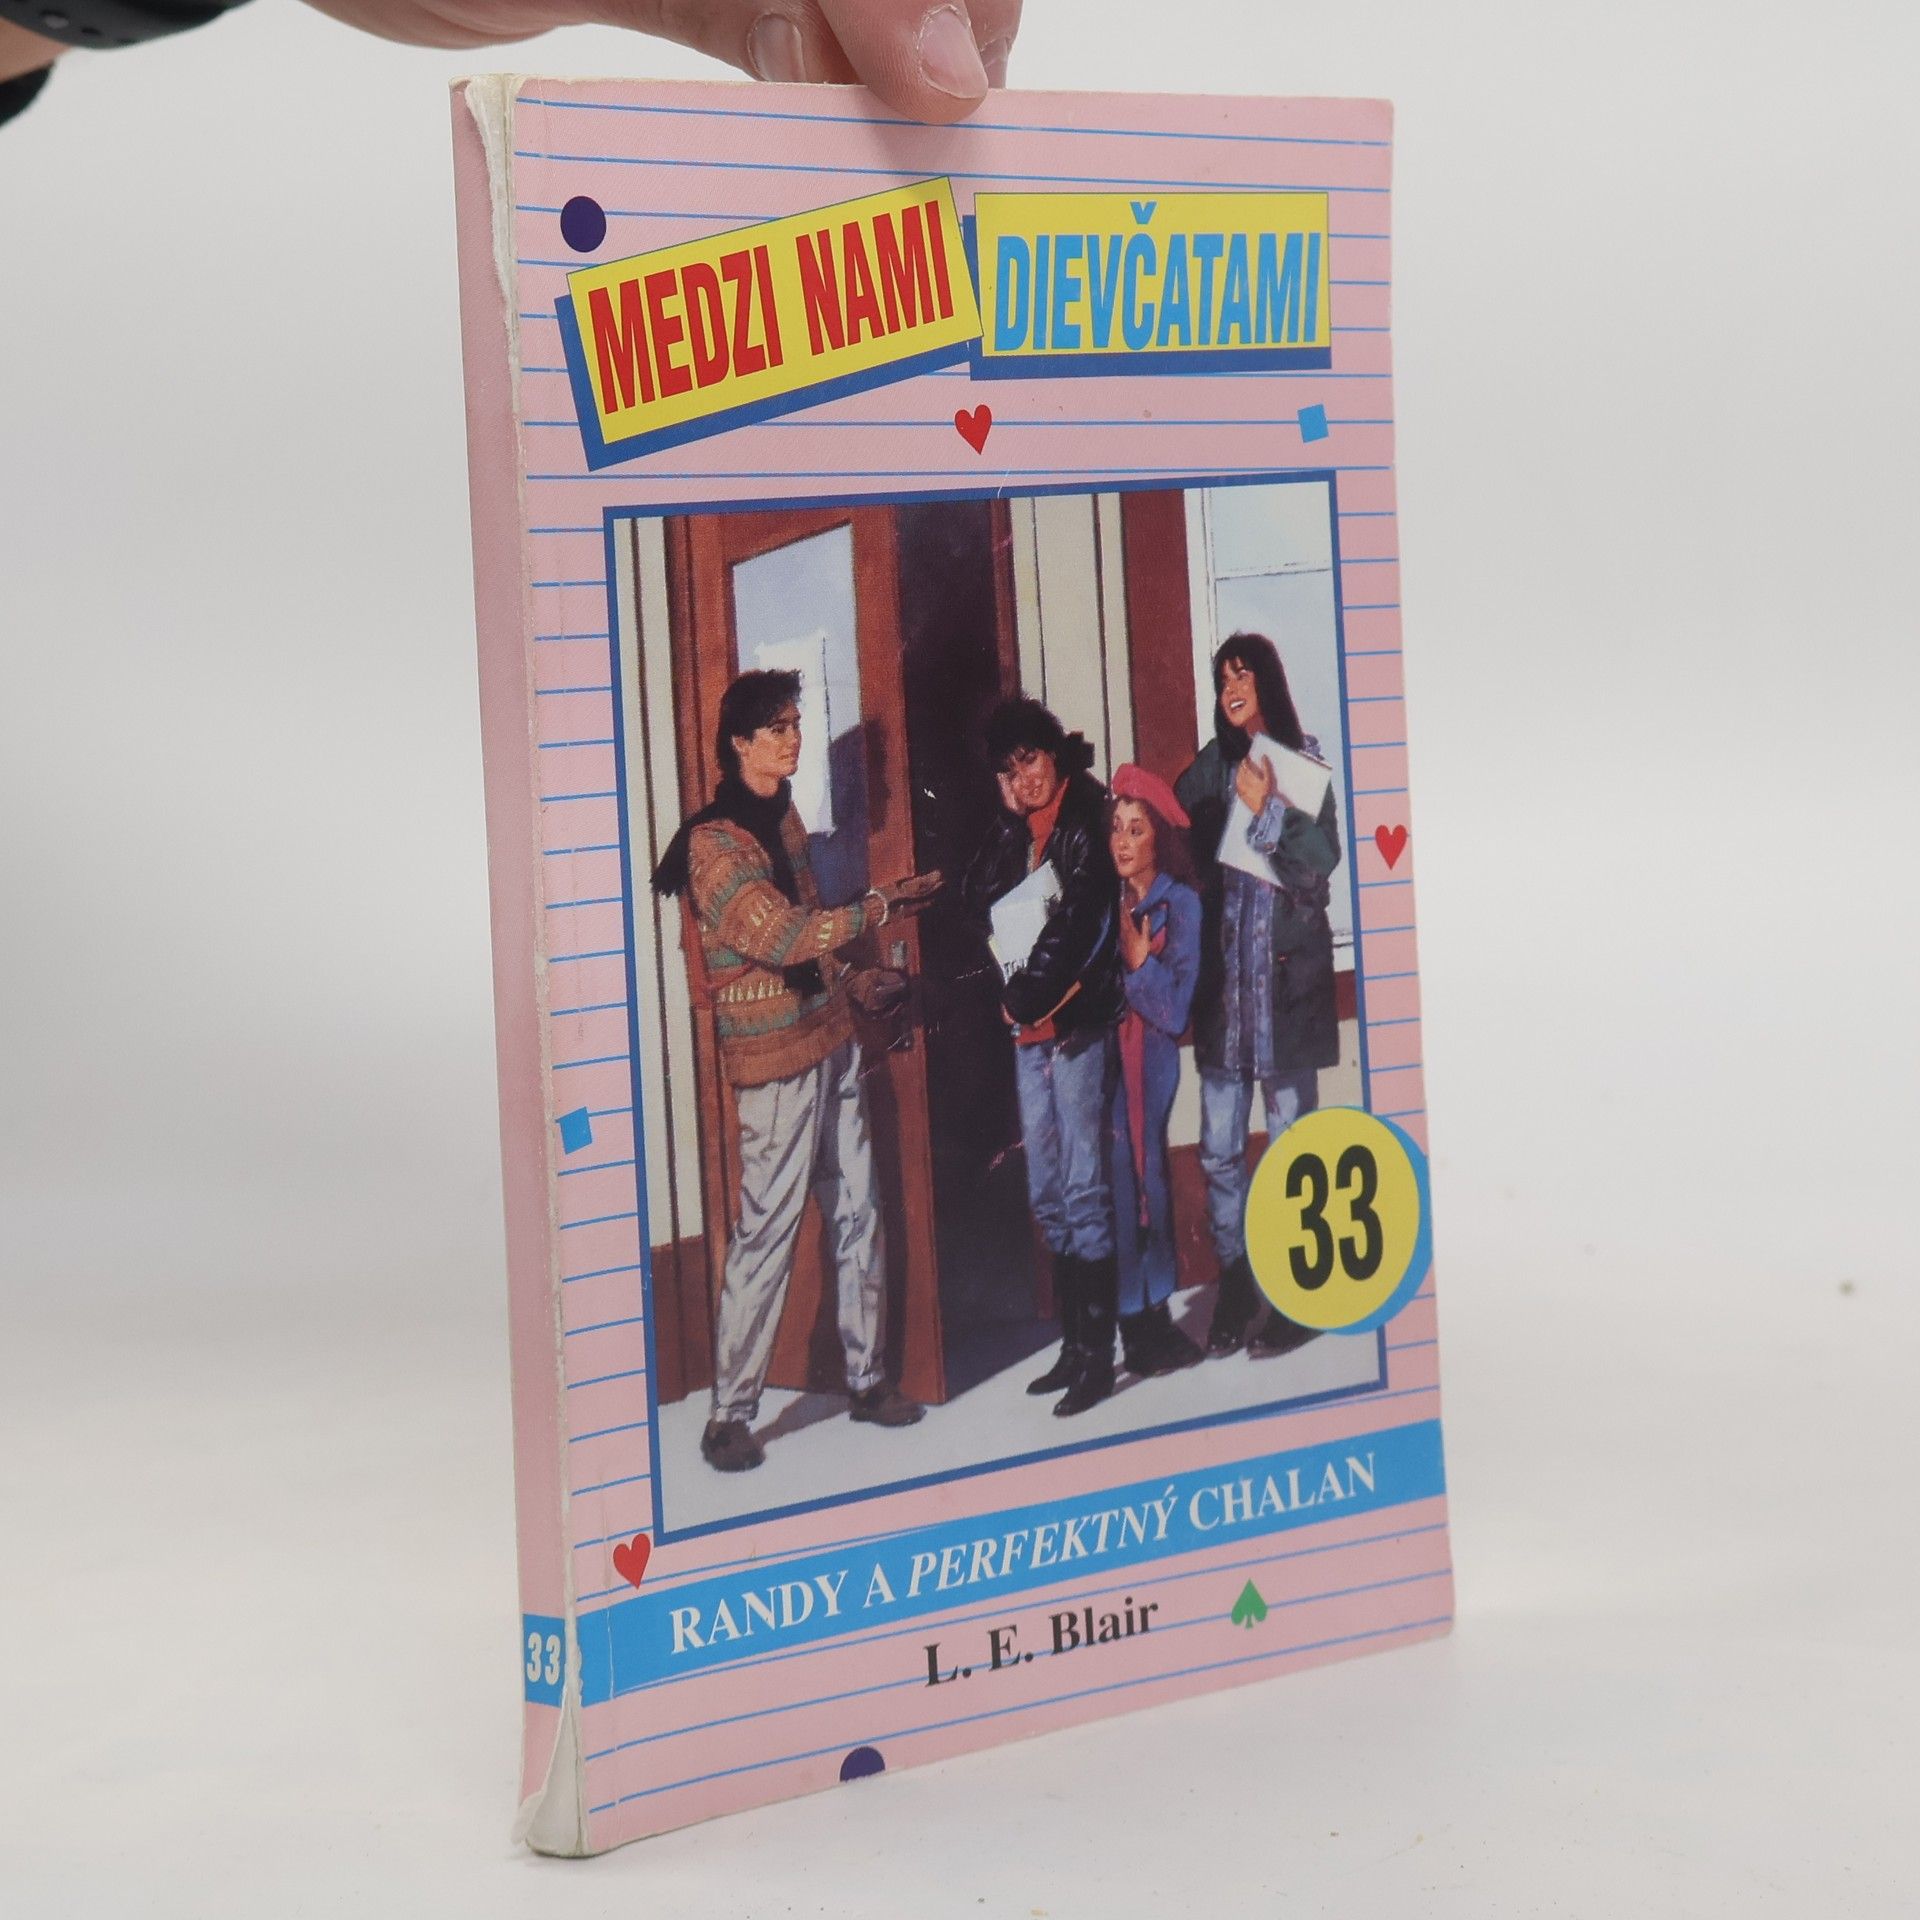 MEDZI NAMI
DIEVČATAMI
33
RANDY A PERFEKTNÝ CHALAN
L. E. Blair
33